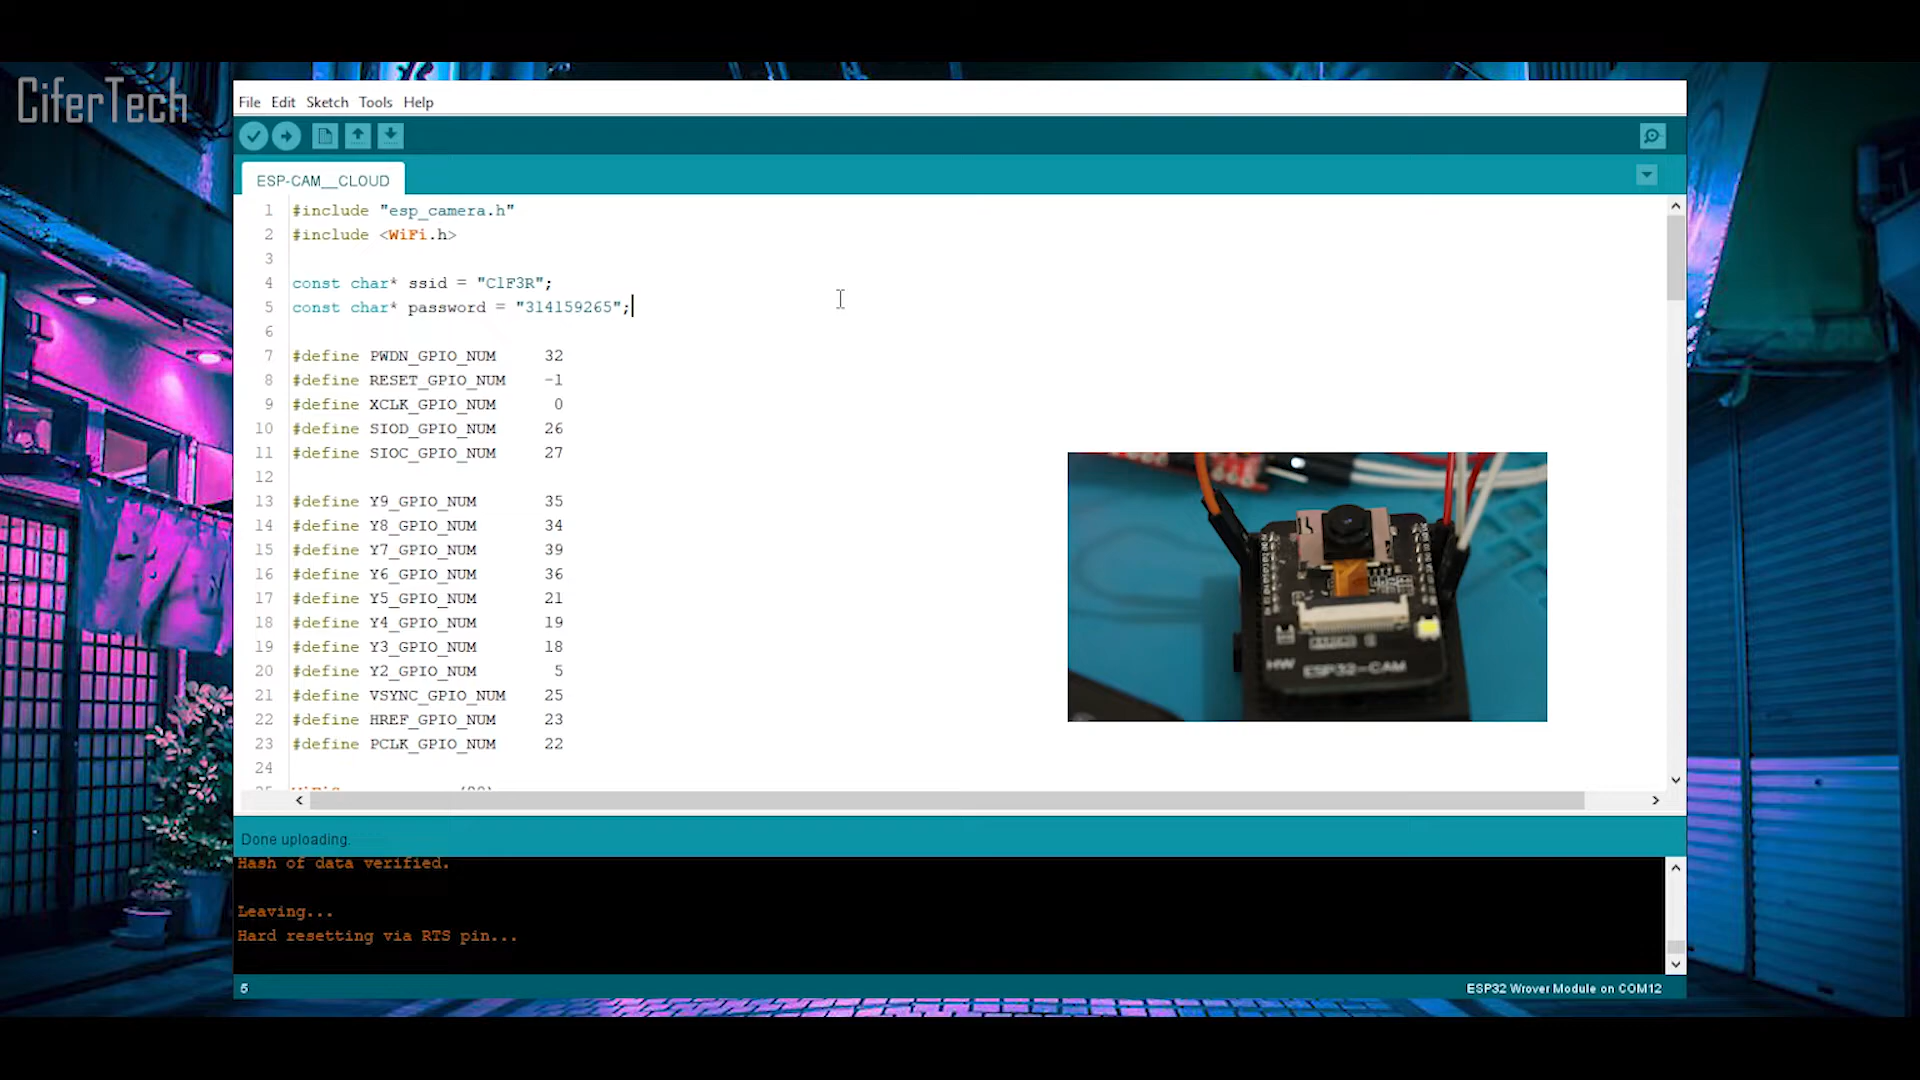 CiferTech
File Edit Sketch Tools Help
ESP-CAM__CLOUD
1 #include "esp_camera.h"
2 #include <WiFi.h>
3
4 const char* ssid = "C1F3R";
5 const char* password = "314159265";
6
7 #define PWDN_GPIO_NUM 32
8 #define RESET_GPIO_NUM -1
9 #define XCLK_GPIO_NUM 0
10 #define SIOD_GPIO_NUM 26
11 #define SIOC_GPIO_NUM 27
12
13 #define Y9_GPIO_NUM 35
14 #define Y8_GPIO_NUM 34
15 #define Y7_GPIO_NUM 39
16 #define Y6_GPIO_NUM 36
17 #define Y5_GPIO_NUM 21
18 #define Y4_GPIO_NUM 19
19 #define Y3_GPIO_NUM 18
20 #define Y2_GPIO_NUM 5
21 #define VSYNC_GPIO_NUM 25
22 #define HREF_GPIO_NUM 23
23 #define PCLK_GPIO_NUM 22
24
ESP32-CAM
Done uploading.
Hash of data verified.
Leaving...
Hard resetting via RTS pin...
5
ESP32 Wrover Module on COM12